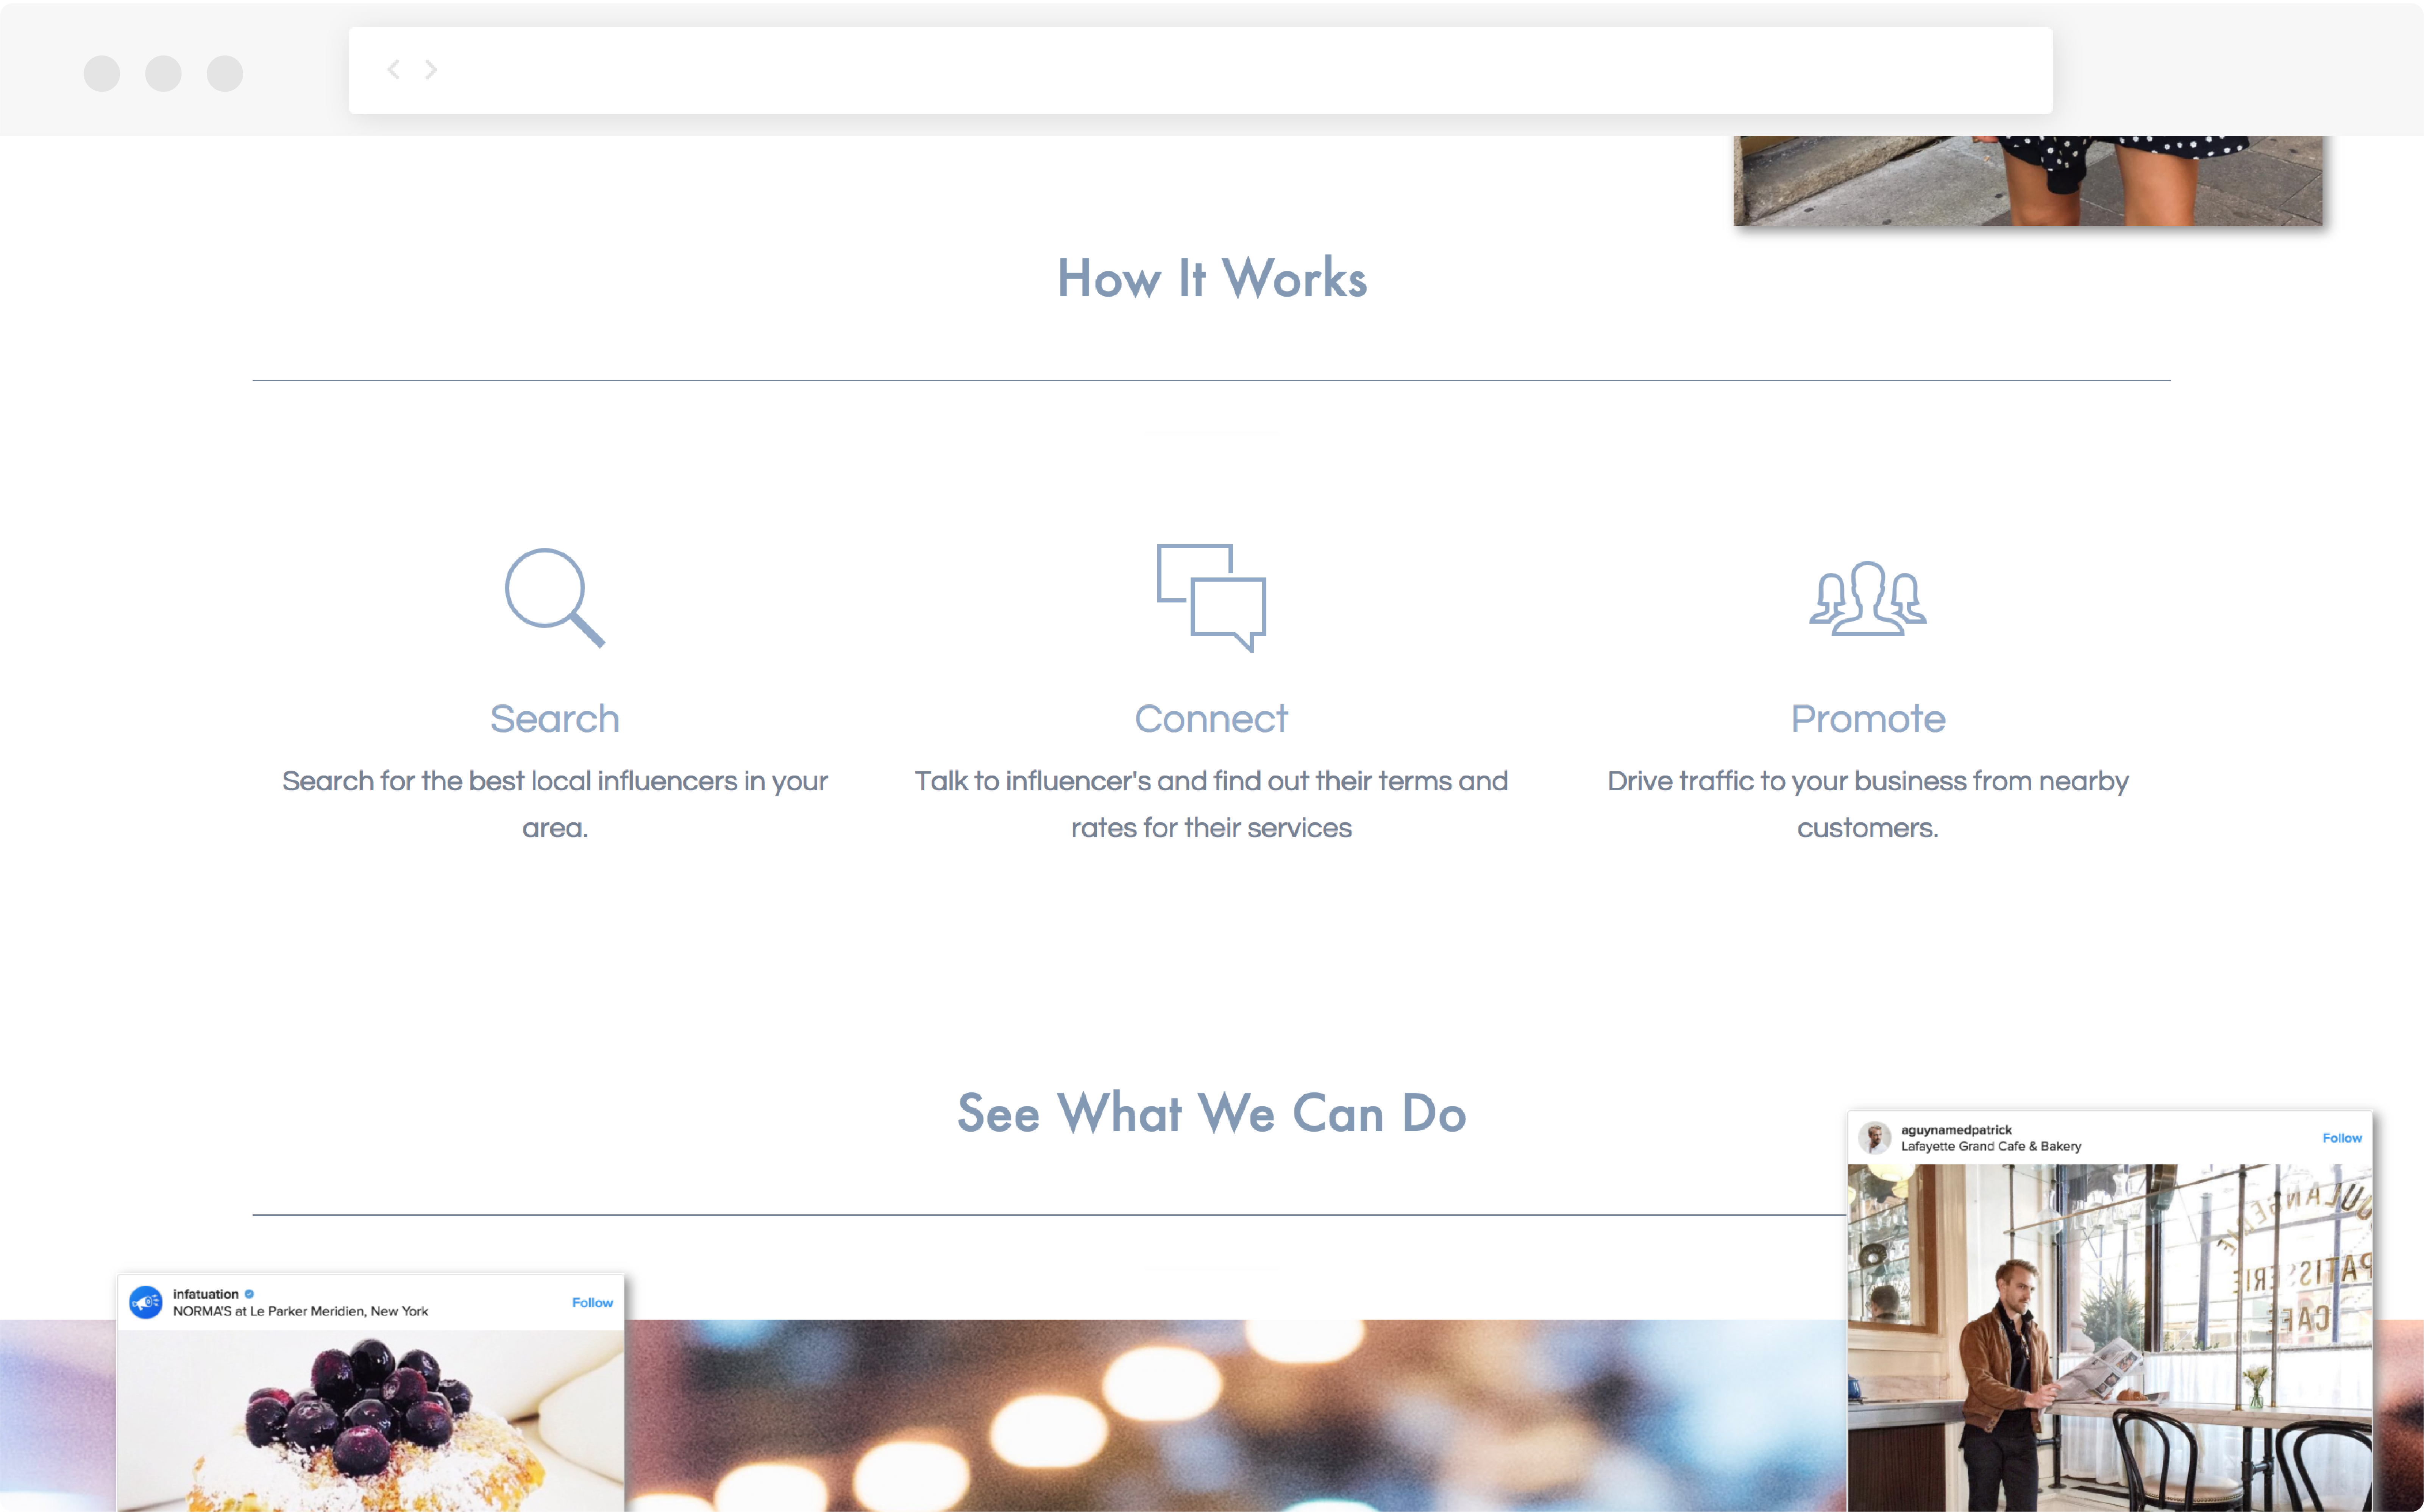 How It Works
Search
Search for the best local influencers in your
area.
Connect
Talk to influencer's and find out their terms and
rates for their services
Promote
Drive traffic to your business from nearby
customers.
See What We Can Do
aguynamedpatrick
Lafayette Grand Cafe & Bakery
Follow
infatuation
NORMA'S at Le Parker Meridien, New York
Follow
PATISSERIE
CAFE